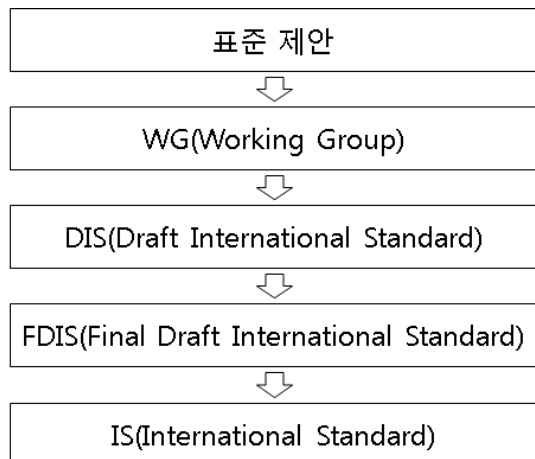 표준 제안
WG(Working Group)
DIS(Draft International Standard)
FDIS(Final Draft International Standard)
IS(International Standard)